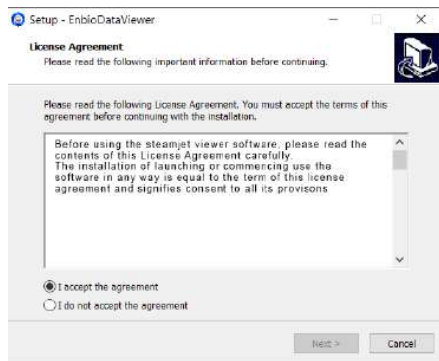 Setup - EnbioDataViewer
License Agreement
Please read the following important information before continuing.
Please read the following License Agreement. You must accept the terms of this
agreement before continuing with the installation.
Before using the steamjet viewer software, please read the
contents of this License Agreement carefully.
The installation of launching or commencing use the
software in any way is equal to the term of this license
agreement and signifies consent to all its provisons
I accept the agreement
I do not accept the agreement
Next >
Cancel